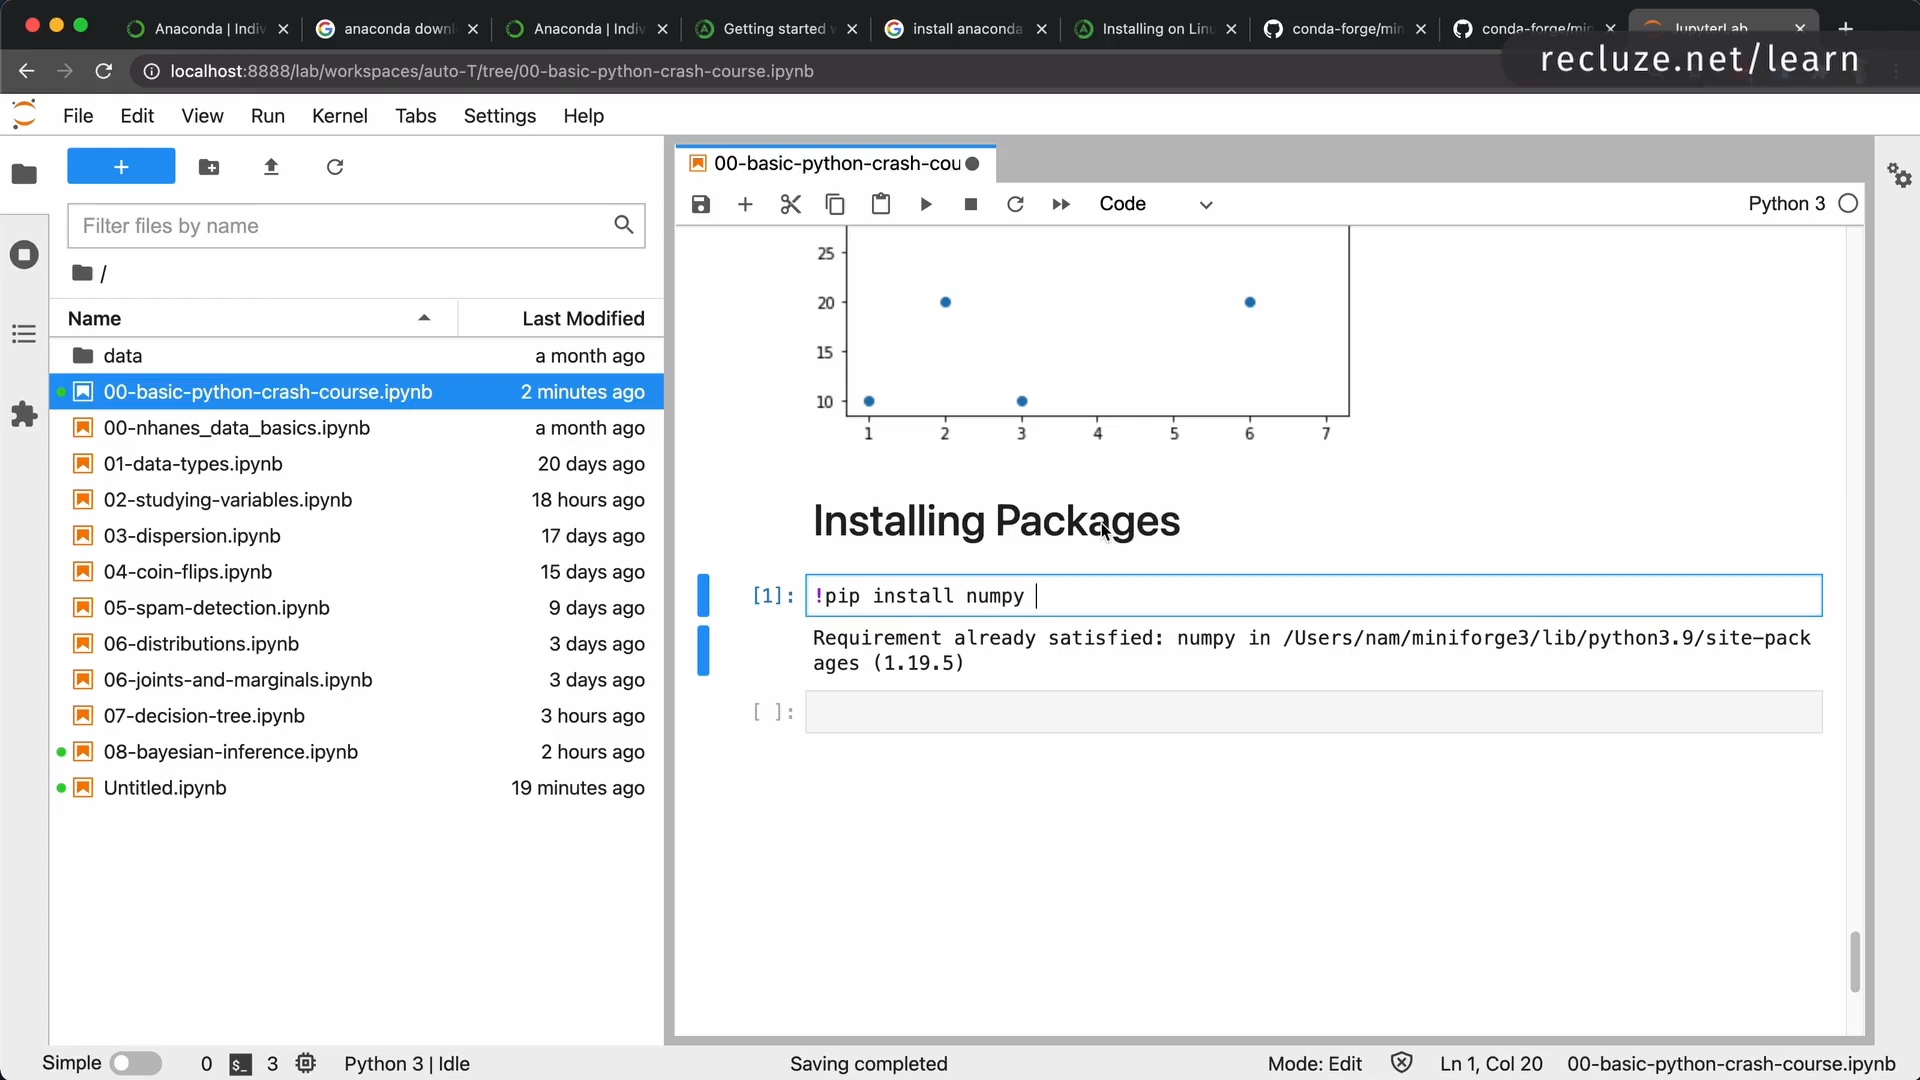 Anaconda | Indiv
anaconda downl
Anaconda | Indiv
Getting started w
install anaconda
Installing on Linu
conda-forge/min
conda-forge/min
JupyterLab
recluze.net/learn
localhost:8888/lab/workspaces/auto-T/tree/00-basic-python-crash-course.ipynb
File Edit View Run Kernel Tabs Settings Help
00-basic-python-crash-cou
Code
Python 3
Filter files by name
/
Name Last Modified
data a month ago
00-basic-python-crash-course.ipynb 2 minutes ago
00-nhanes_data_basics.ipynb a month ago
01-data-types.ipynb 20 days ago
02-studying-variables.ipynb 18 hours ago
03-dispersion.ipynb 17 days ago
04-coin-flips.ipynb 15 days ago
05-spam-detection.ipynb 9 days ago
06-distributions.ipynb 3 days ago
06-joints-and-marginals.ipynb 3 days ago
07-decision-tree.ipynb 3 hours ago
08-bayesian-inference.ipynb 2 hours ago
Untitled.ipynb 19 minutes ago
25
20
15
10
1 2 3 4 5 6 7
Installing Packages
[1]: !pip install numpy
Requirement already satisfied: numpy in /Users/nam/miniforge3/lib/python3.9/site-pack
ages (1.19.5)
[ ]:
Simple 0 $_ 3 Python 3 | Idle Saving completed Mode: Edit Ln 1, Col 20 00-basic-python-crash-course.ipynb